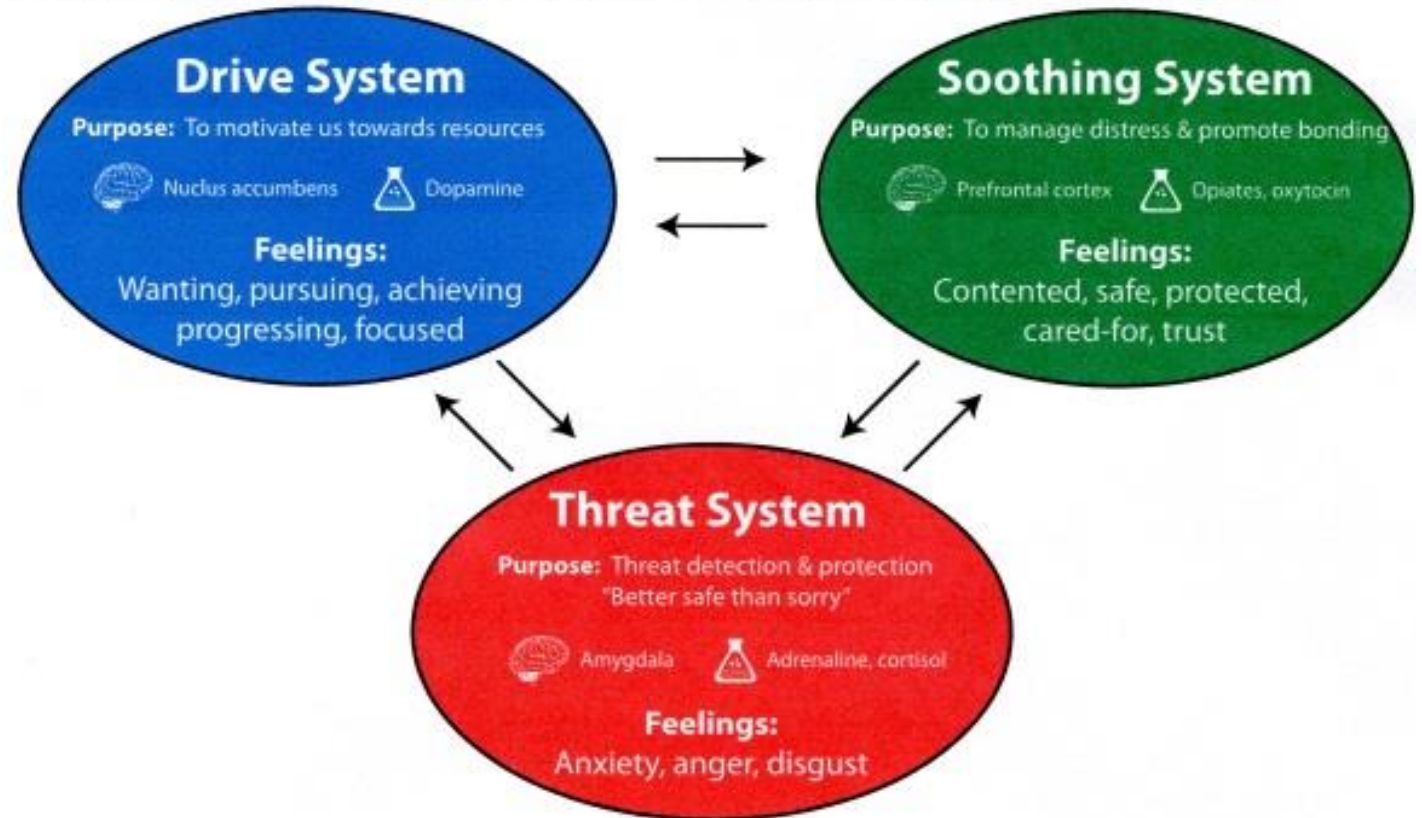 Drive System
Purpose: To motivate us towards resources
Nuclus accumbens
Dopamine
Feelings:
Wanting, pursuing, achieving
progressing, focused
Soothing System
Purpose: To manage distress & promote bonding
Prefrontal cortex
Opiates, oxytocin
Feelings:
Contented, safe, protected,
cared-for, trust
Threat System
Purpose: Threat detection & protection
"Better safe than sorry"
Amygdala
Adrenaline, cortisol
Feelings:
Anxiety, anger, disgust